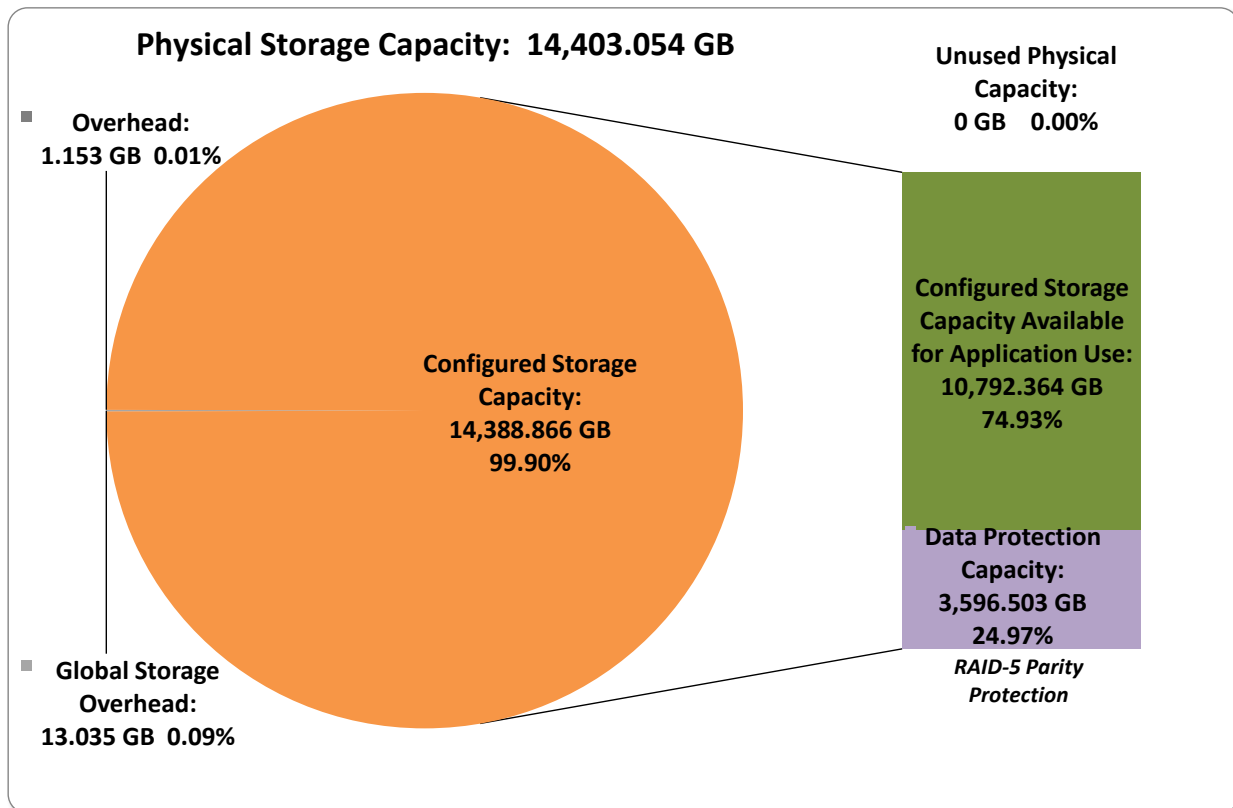 Physical Storage Capacity: 14,403.054 GB
Overhead:
1.153 GB 0.01%
Unused Physical
Capacity:
0 GB 0.00%
Configured Storage
Capacity:
14,388.866 GB
99.90%
Configured Storage
Capacity Available
for Application Use:
10,792.364 GB
74.93%
Data Protection
Capacity:
3,596.503 GB
24.97%
RAID-5 Parity
Protection
Global Storage
Overhead:
13.035 GB 0.09%